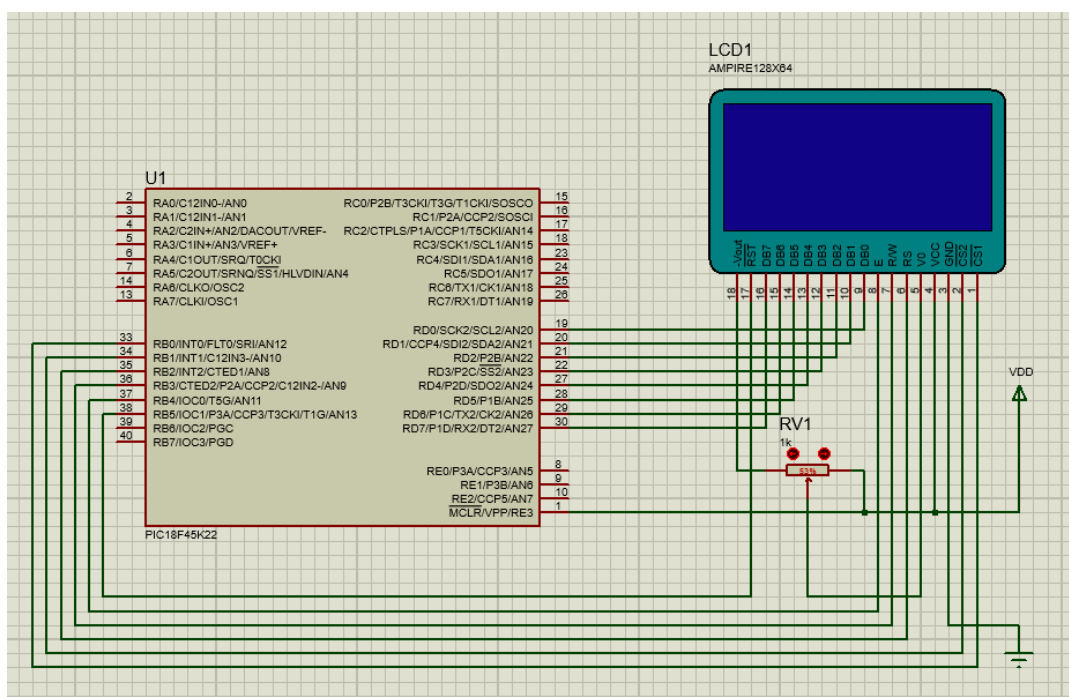 LCD1
AMPIRE128X64
-Vout
RST
DB7
DB6
DB5
DB4
DB3
DB2
DB1
DB0
E
R/W
RS
V0
VCC
GND
CS2
CS1
18
17
16
15
14
13
12
11
10
9
8
7
6
5
4
3
2
1
U1
2 RA0/C12IN0-/AN0
3 RA1/C12IN1-/AN1
4 RA2/C2IN+/AN2/DACOUT/VREF-
5 RA3/C1IN+/AN3/VREF+
6 RA4/C1OUT/SRQ/T0CKI
7 RA5/C2OUT/SRNQ/SS1/HLVDIN/AN4
14 RA6/CLKO/OSC2
13 RA7/CLKI/OSC1
33 RB0/INT0/FLT0/SRI/AN12
34 RB1/INT1/C12IN3-/AN10
35 RB2/INT2/CTED1/AN8
36 RB3/CTED2/P2A/CCP2/C12IN2-/AN9
37 RB4/IOC0/T5G/AN11
38 RB5/IOC1/P3A/CCP3/T3CKI/T1G/AN13
39 RB6/IOC2/PGC
40 RB7/IOC3/PGD
RC0/P2B/T3CKI/T3G/T1CKI/SOSCO 15
RC1/P2A/CCP2/SOSCI 16
RC2/CTPLS/P1A/CCP1/T5CKI/AN14 17
RC3/SCK1/SCL1/AN15 18
RC4/SDI1/SDA1/AN16 23
RC5/SDO1/AN17 24
RC6/TX1/CK1/AN18 25
RC7/RX1/DT1/AN19 26
RD0/SCK2/SCL2/AN20 19
RD1/CCP4/SDI2/SDA2/AN21 20
RD2/P2B/AN22 21
RD3/P2C/SS2/AN23 22
RD4/P2D/SDO2/AN24 27
RD5/P1B/AN25 28
RD6/P1C/TX2/CK2/AN26 29
RD7/P1D/RX2/DT2/AN27 30
RE0/P3A/CCP3/AN5 8
RE1/P3B/AN6 9
RE2/CCP5/AN7 10
MCLR/VPP/RE3 1
PIC18F45K22
VDD
RV1
1k
53%